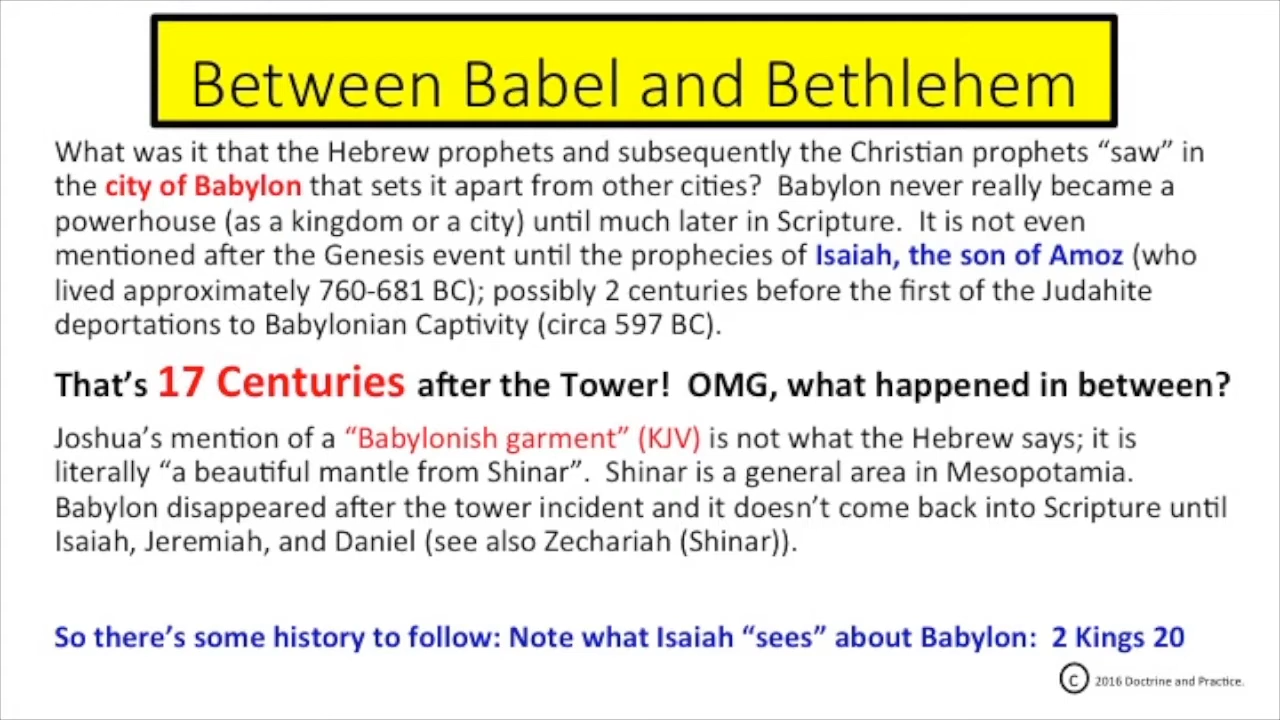 Between Babel and Bethlehem
What was it that the Hebrew prophets and subsequently the Christian prophets “saw” in
the city of Babylon that sets it apart from other cities?  Babylon never really became a
powerhouse (as a kingdom or a city) until much later in Scripture.  It is not even
mentioned after the Genesis event until the prophecies of Isaiah, the son of Amoz (who
lived approximately 760-681 BC); possibly 2 centuries before the first of the Judahite
deportations to Babylonian Captivity (circa 597 BC).
That’s 17 Centuries after the Tower!  OMG, what happened in between?
Joshua’s mention of a “Babylonish garment” (KJV) is not what the Hebrew says; it is
literally “a beautiful mantle from Shinar”.  Shinar is a general area in Mesopotamia.
Babylon disappeared after the tower incident and it doesn’t come back into Scripture until
Isaiah, Jeremiah, and Daniel (see also Zechariah (Shinar)).
So there’s some history to follow: Note what Isaiah “sees” about Babylon:  2 Kings 20
© 2016 Doctrine and Practice.